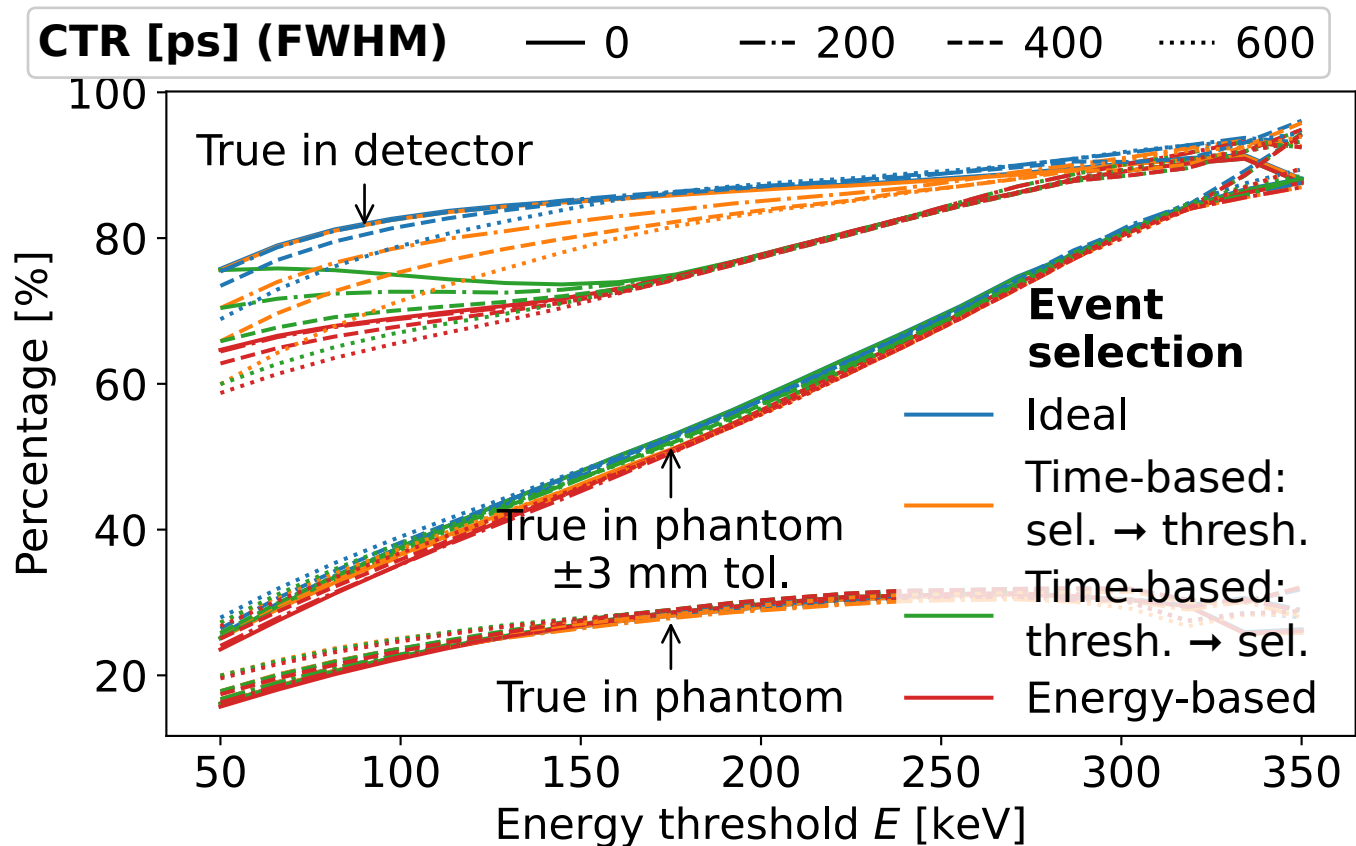 CTR [ps] (FWHM) 0 200 400 600
100
80
60
40
20
Percentage [%]
True in detector
True in phantom
±3 mm tol.
True in phantom
Event
selection
Ideal
Time-based:
sel. → thresh.
Time-based:
thresh. → sel.
Energy-based
50 100 150 200 250 300 350
Energy threshold E [keV]